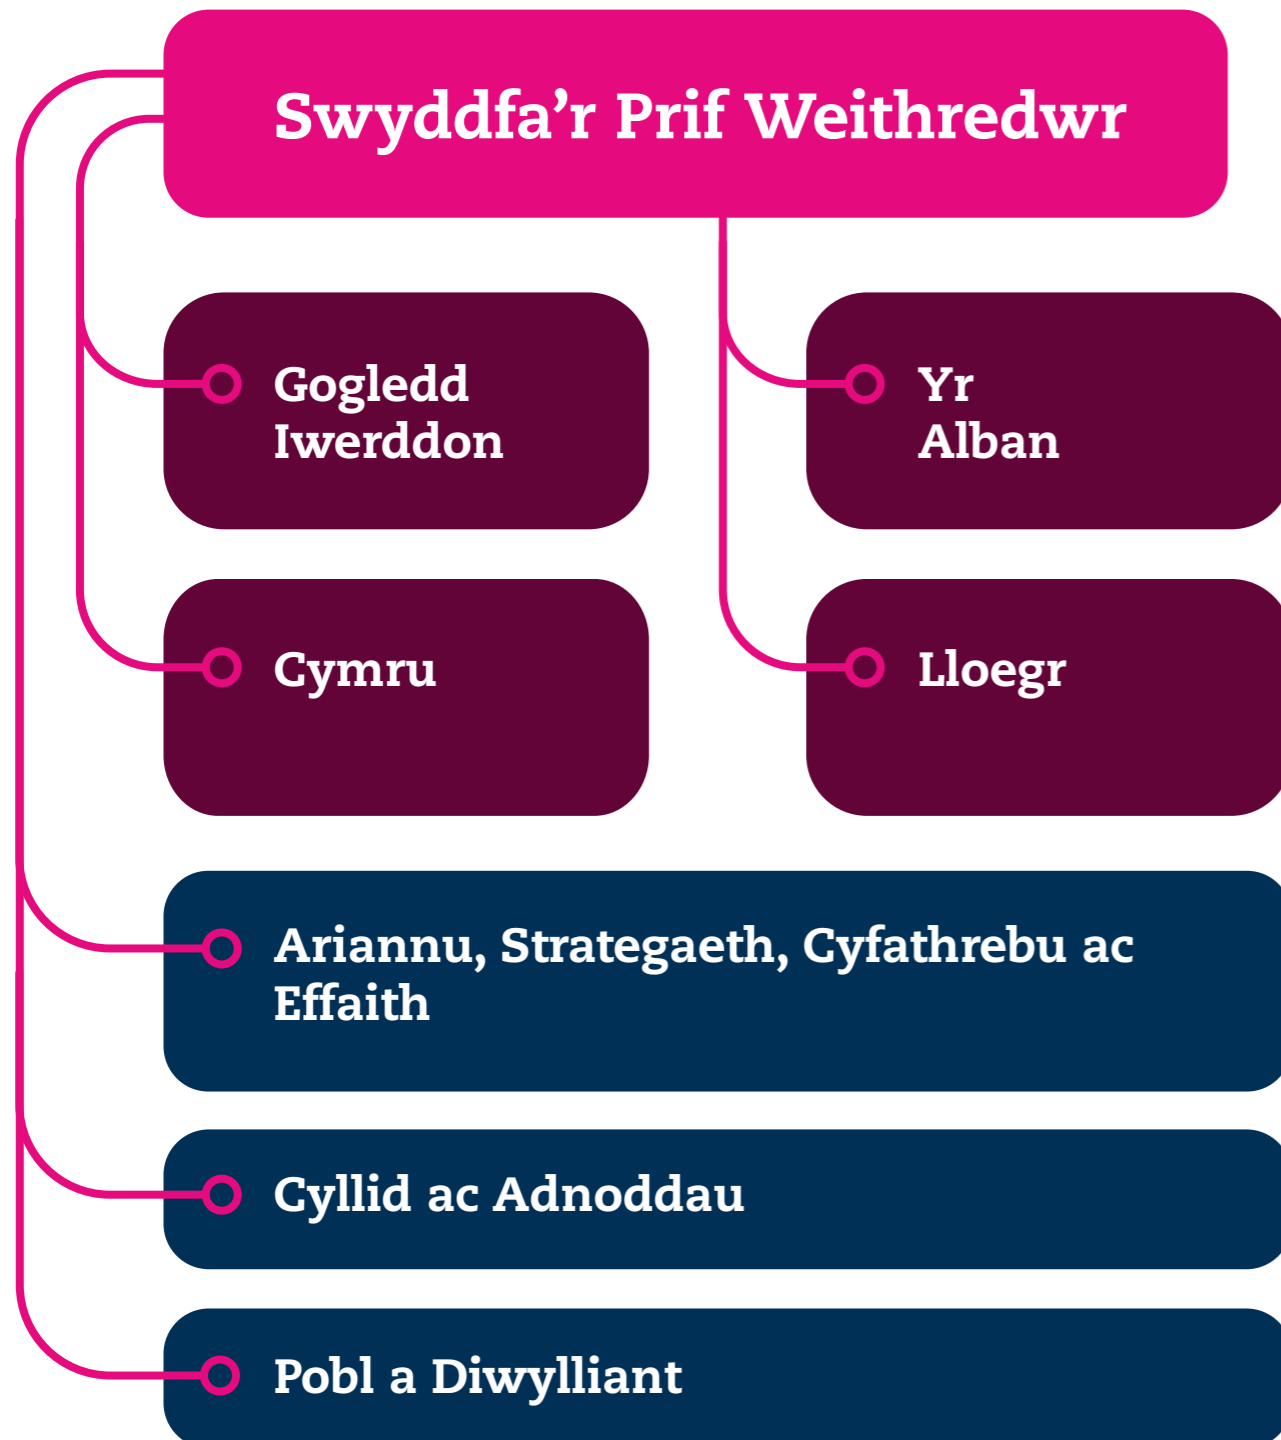 Swyddfa’r Prif Weithredwr
Gogledd
Iwerddon
Yr
Alban
Cymru
Lloegr
Ariannu, Strategaeth, Cyfathrebu ac
Effaith
Cyllid ac Adnoddau
Pobl a Diwylliant